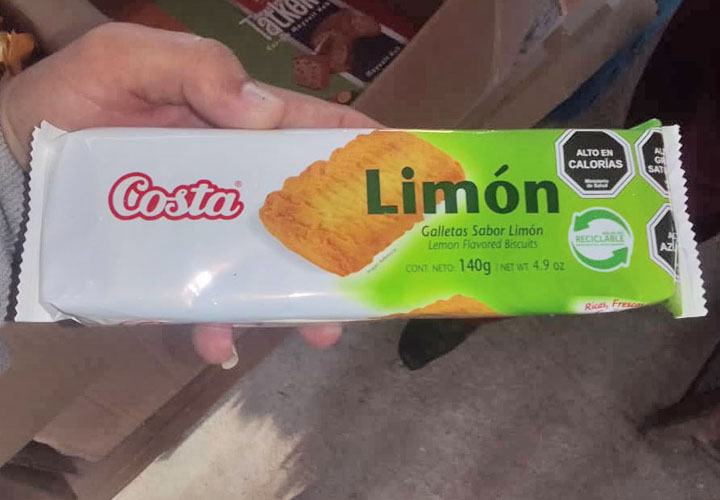 Costa
Limón
Galletas Sabor Limón
Lemon Flavored Biscuits
CONT. NETO: 140g / NET WT 4.9 oz
ALTO EN
CALORÍAS
Ministerio
de Salud
RECICLABLE
Ricas, Frescas